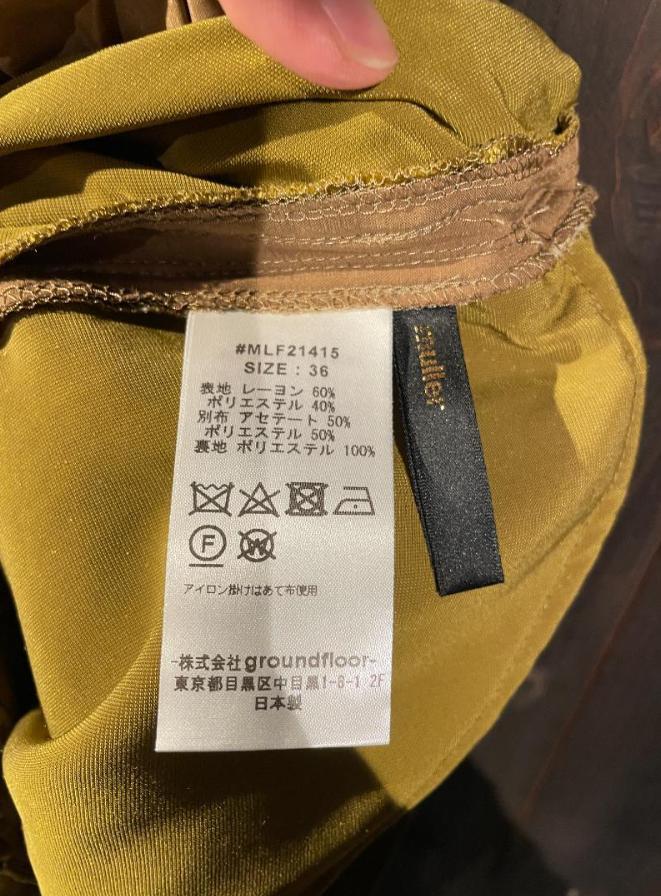 #MLF21415
SIZE : 36
表地 レーヨン 60%
ポリエステル 40%
別布 アセテート 50%
ポリエステル 50%
裏地 ポリエステル 100%
F
W
アイロン掛けはあて布使用
-株式会社groundfloor-
東京都目黒区中目黒1-8-1 2F
日本製
muller